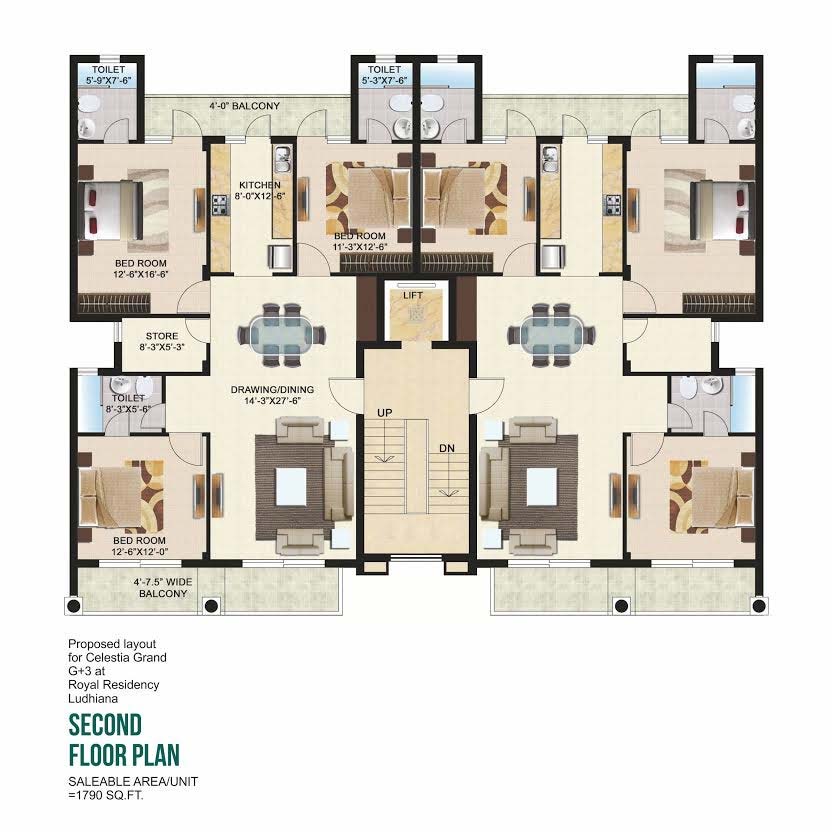 TOILET
5'-9"X7'-6"
TOILET
5'-3"X7'-6"
4'-0" BALCONY
KITCHEN
8'-0"X12'-6"
BED ROOM
11'-3"X12'-6"
BED ROOM
12'-6"X16'-6"
LIFT
STORE
8'-3"X5'-3"
DRAWING/DINING
14'-3"X27'-6"
TOILET
8'-3"X5'-6"
UP
DN
BED ROOM
12'-6"X12'-0"
4'-7.5" WIDE
BALCONY
Proposed layout
for Celestia Grand
G+3 at
Royal Residency
Ludhiana
SECOND
FLOOR PLAN
SALEABLE AREA/UNIT
=1790 SQ.FT.